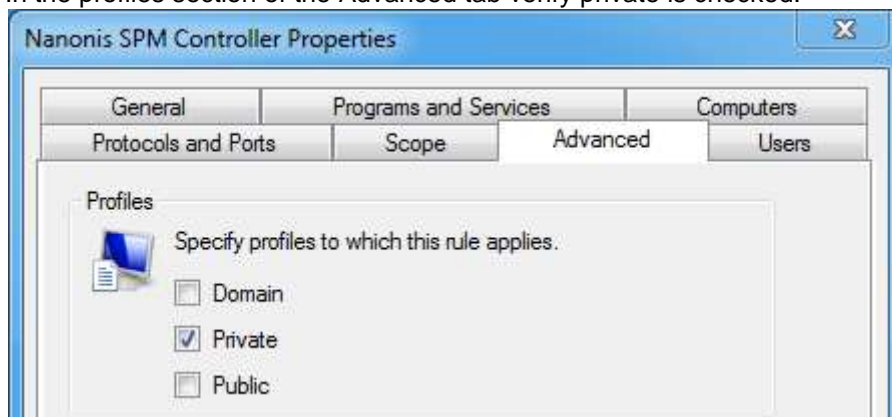 in the profiles section of the Advanced tab verify private is checked.
Nanonis SPM Controller Properties
General Programs and Services Computers
Protocols and Ports Scope Advanced Users
Profiles
Specify profiles to which this rule applies.
Domain
Private
Public